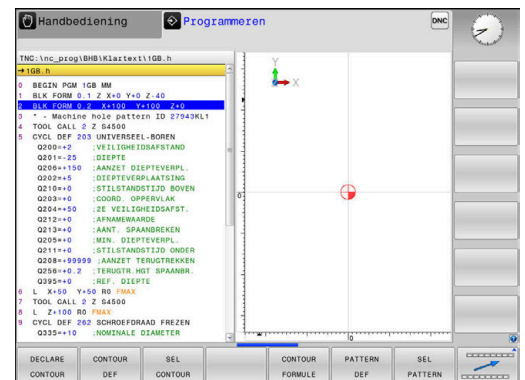 Handbediening
Programmeren
DNC
TNC:\nc_prog\BHB\Klartext\1GB.h
→1GB.h
0 BEGIN PGM 1GB MM
1 BLK FORM 0.1 Z X+0 Y+0 Z-40
2 BLK FORM 0.2 X+100 Y+100 Z+0
3 * - Machine hole pattern ID 27943KL1
4 TOOL CALL 2 Z S4500
5 CYCL DEF 203 UNIVERSEEL-BOREN
Q200=+2 ;VEILIGHEIDSAFSTAND
Q201=-25 ;DIEPTE
Q206=+150 ;AANZET DIEPTEVERPL.
Q202=+5 ;DIEPTEVERPLAATSING
Q210=+0 ;STILSTANDSTIJD BOVEN
Q203=+0 ;COORD. OPPERVLAK
Q204=+50 ;2E VEILIGHEIDSAFST.
Q212=+0 ;AFNAMEWAARDE
Q213=+0 ;AANT. SPAANBREKEN
Q205=+0 ;MIN. DIEPTEVERPL.
Q211=+0 ;STILSTANDSTIJD ONDER
Q208=+99999 ;AANZET TERUGTREKKEN
Q256=+0.2 ;TERUGTR.HGT SPAANBR.
Q395=+0 ;REF. DIEPTE
6 L X+50 Y+50 R0 FMAX
7 TOOL CALL 2 Z S4500
8 L Z+100 R0 FMAX
9 CYCL DEF 262 SCHROEFDRAAD FREZEN
Q335=+10 ;NOMINALE DIAMETER
Y
X
0
0
DECLARE CONTOUR
CONTOUR DEF
SEL CONTOUR
CONTOUR FORMULE
PATTERN DEF
SEL PATTERN